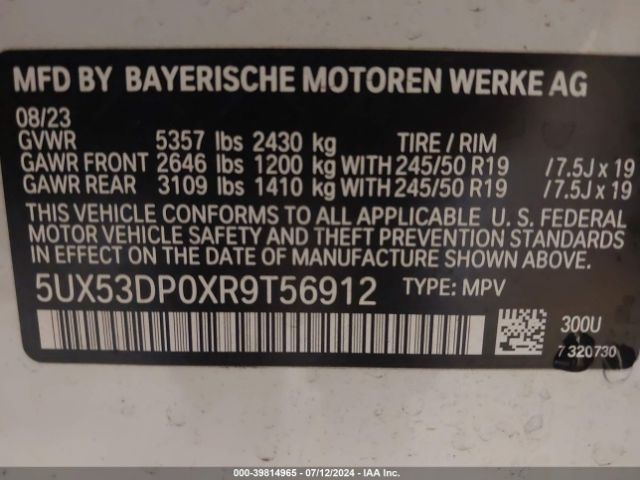 MFD BY BAYERISCHE MOTOREN WERKE AG
08/23
GVWR 5357 lbs 2430 kg TIRE / RIM
GAWR FRONT 2646 lbs 1200 kg WITH 245/50 R19 / 7.5J x 19
GAWR REAR 3109 lbs 1410 kg WITH 245/50 R19 / 7.5J x 19
THIS VEHICLE CONFORMS TO ALL APPLICABLE U. S. FEDERAL
MOTOR VEHICLE SAFETY AND THEFT PREVENTION STANDARDS
IN EFFECT ON THE DATE OF MANUFACTURE SHOWN ABOVE.
5UX53DP0XR9T56912 TYPE: MPV
300U
7 320730
000-39814965 - 07/12/2024 - IAAI.COM